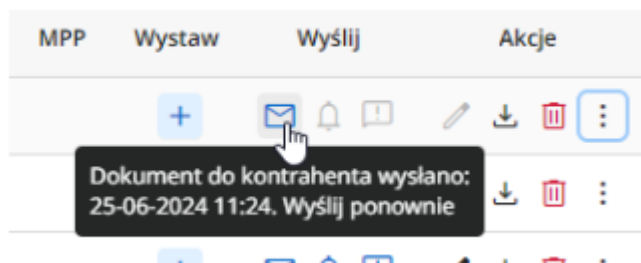 MPP Wystaw Wyślij Akcje
Dokument do kontrahenta wysłano:
25-06-2024 11:24. Wyślij ponownie